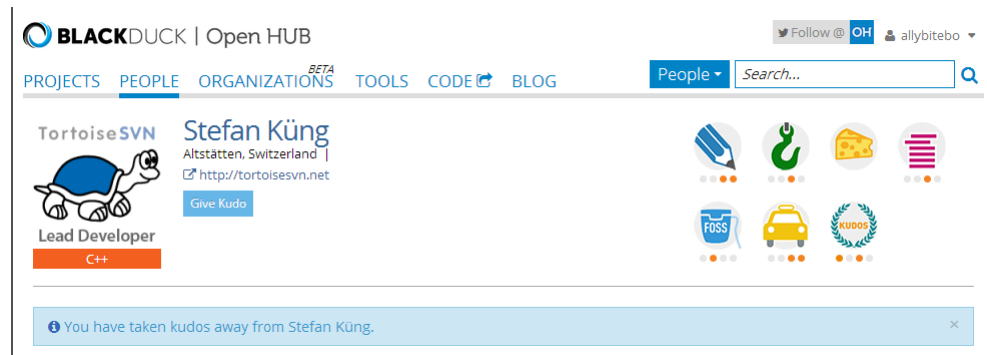 BLACKDUCK | Open HUB
Follow @ OH allybitebo
PROJECTS PEOPLE ORGANIZATIONS BETA TOOLS CODE BLOG
People Search...
TortoiseSVN
Lead Developer
C++
Stefan Küng
Altstätten, Switzerland |
http://tortoisesvn.net
Give Kudo
FOSS
KUDOS
You have taken kudos away from Stefan Küng. ×